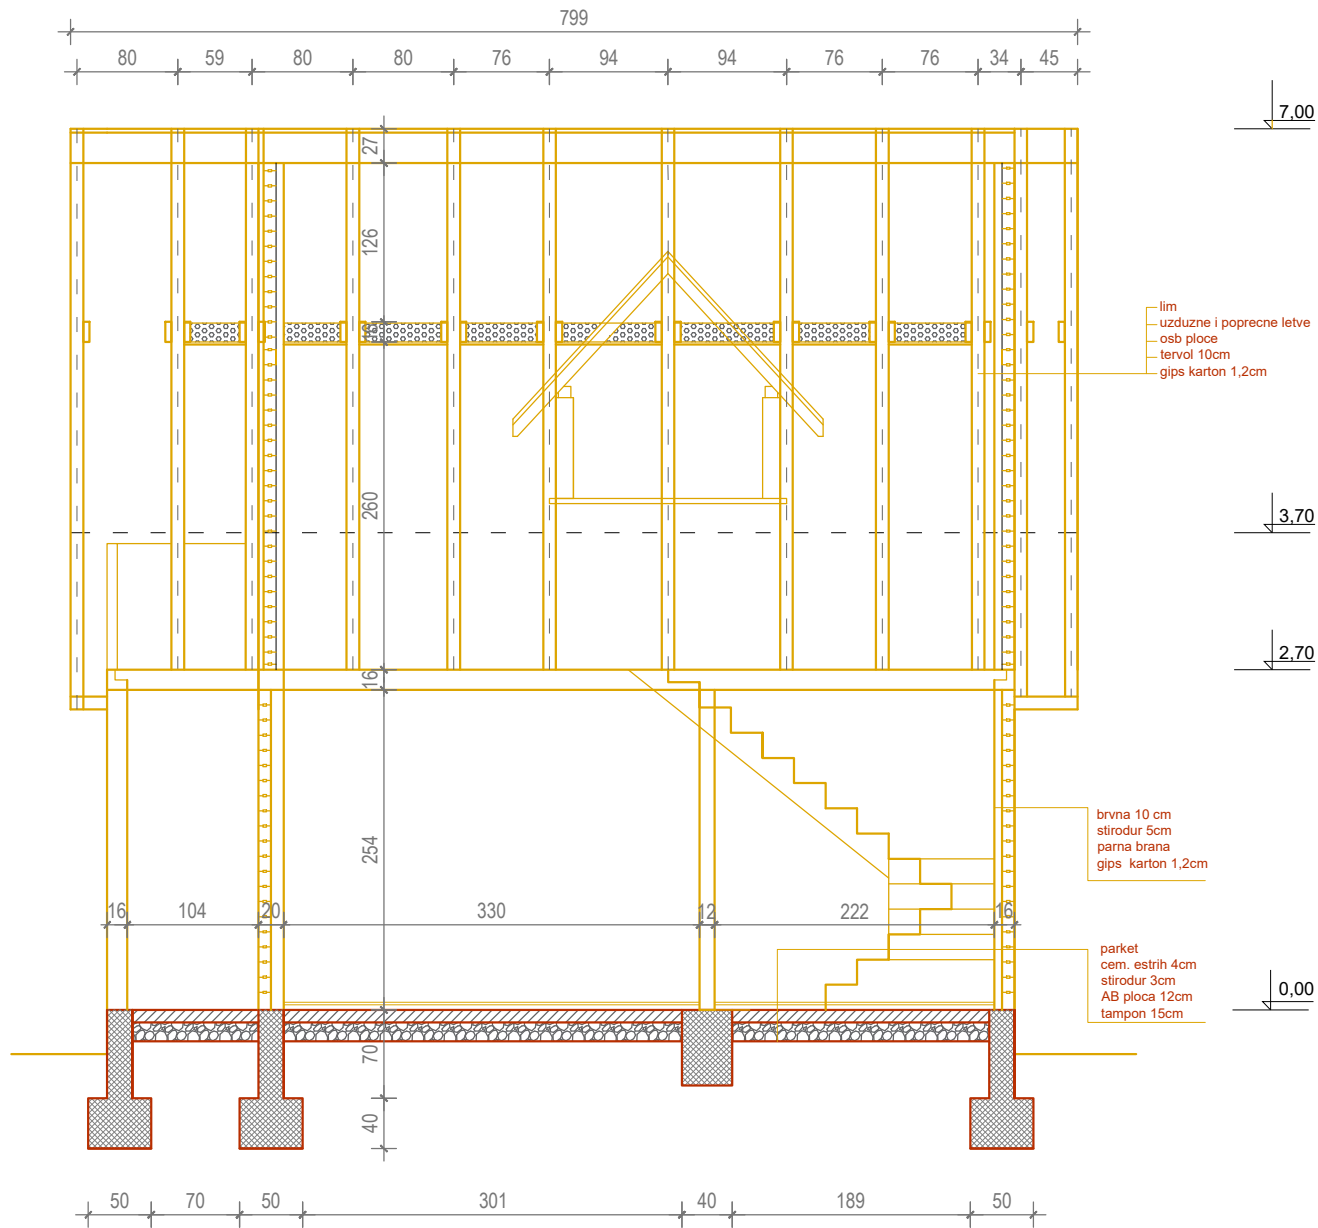 799
80 59 80 80 76 94 94 76 76 34 45
7,00
27
126
16
lim
uzduzne i poprecne letve
osb ploce
tervol 10cm
gips karton 1,2cm
260
3,70
2,70
16
254
brvna 10 cm
stirodur 5cm
parna brana
gips karton 1,2cm
16 104 20 330 12 222 16
parket
cem. estrih 4cm
stirodur 3cm
AB ploca 12cm
tampon 15cm
0,00
70
40
50 70 50 301 40 189 50